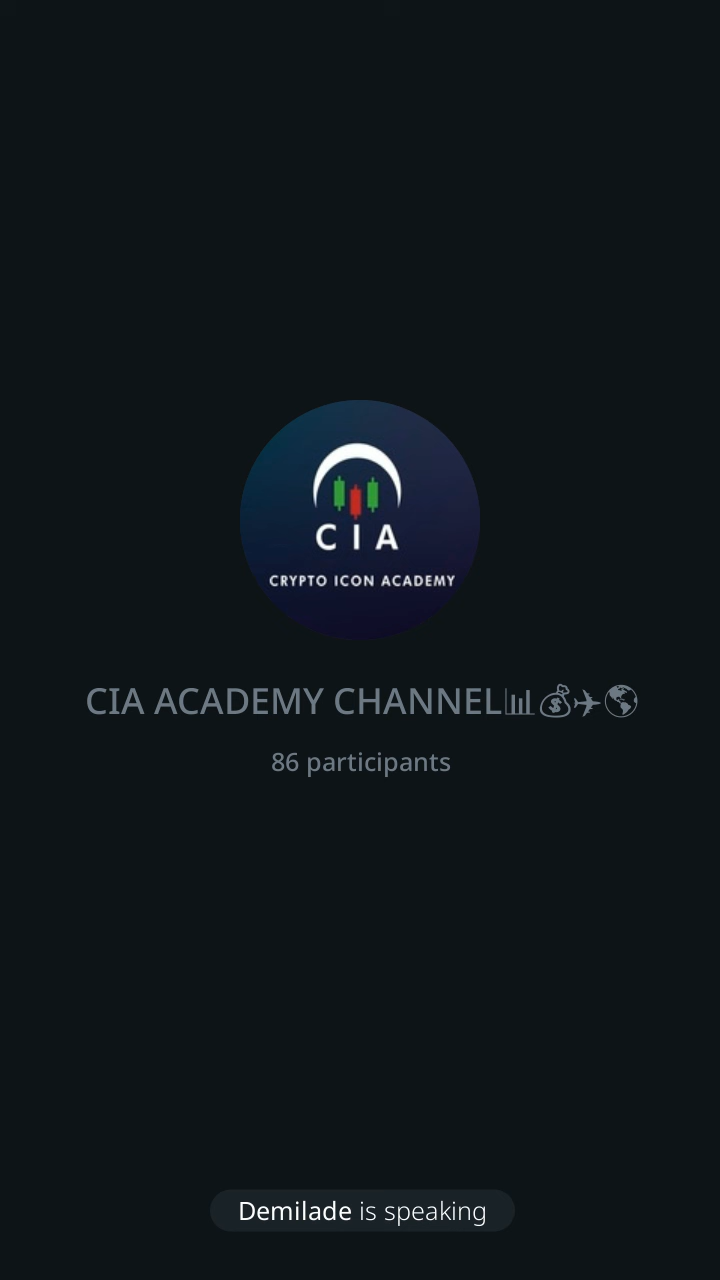 CIA
CRYPTO ICON ACADEMY
CIA ACADEMY CHANNEL📊💰✈🌎
86 participants
Demilade is speaking